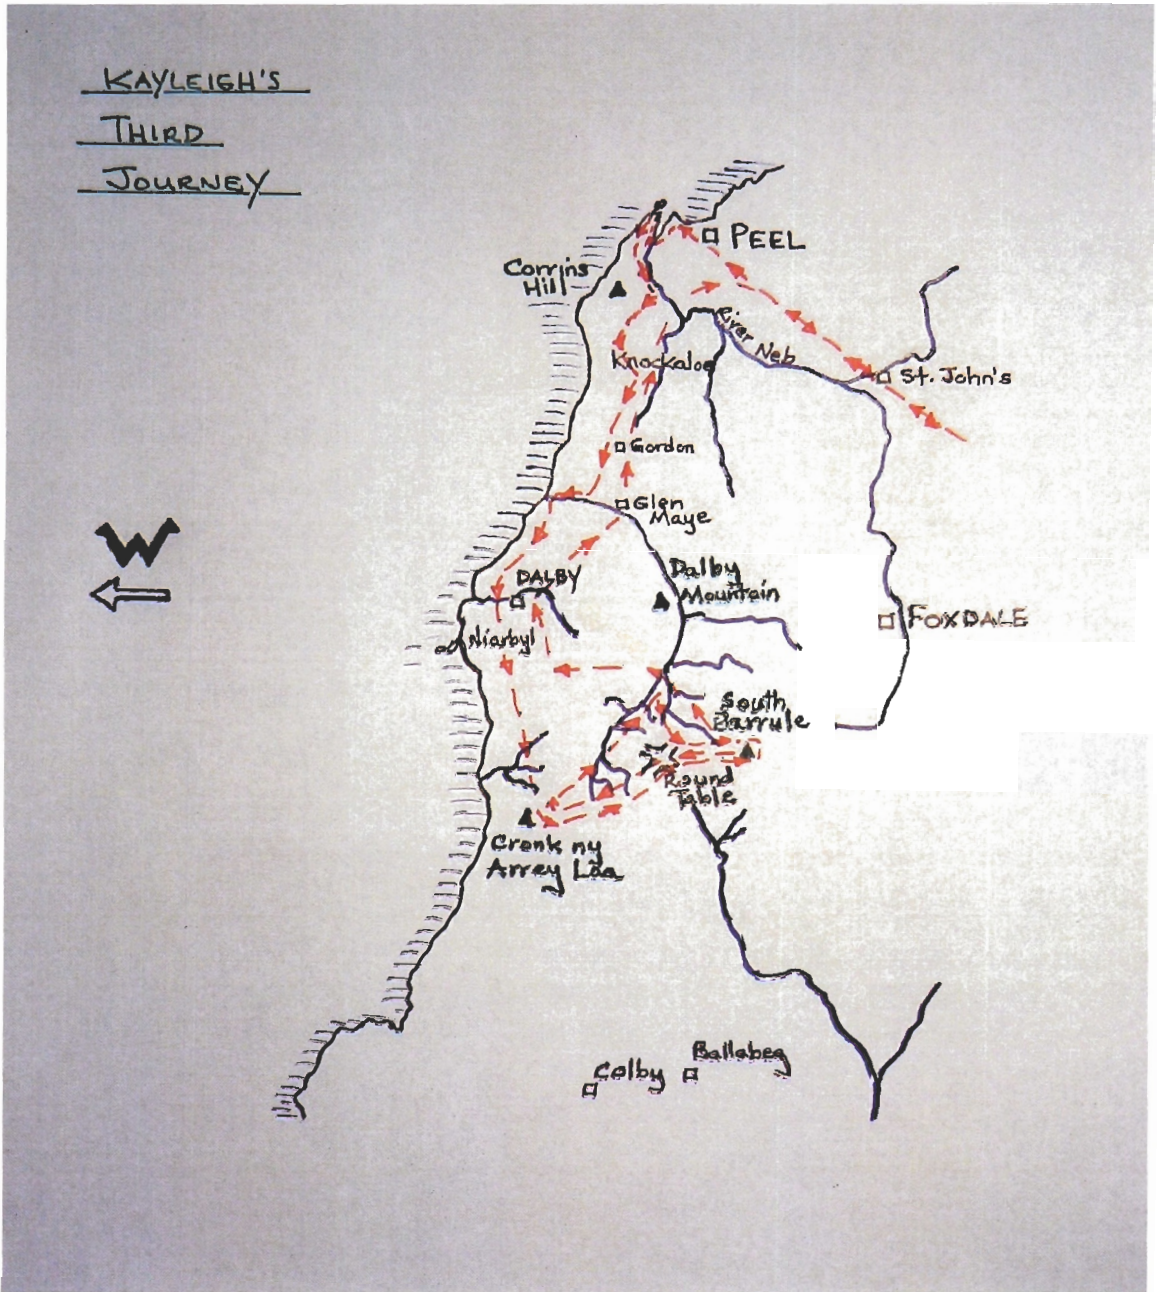 KAYLEIGH'S
THIRD
JOURNEY
PEEL
Corrins
Hill
River Neb
Knockaloe
St. John's
Gordon
Glen
Maye
W
DALBY
Dalby
Mountain
FOXDALE
Niarbyl
South
Barrule
Round
Table
Cronk ny
Arrey Laa
Colby
Ballabeg